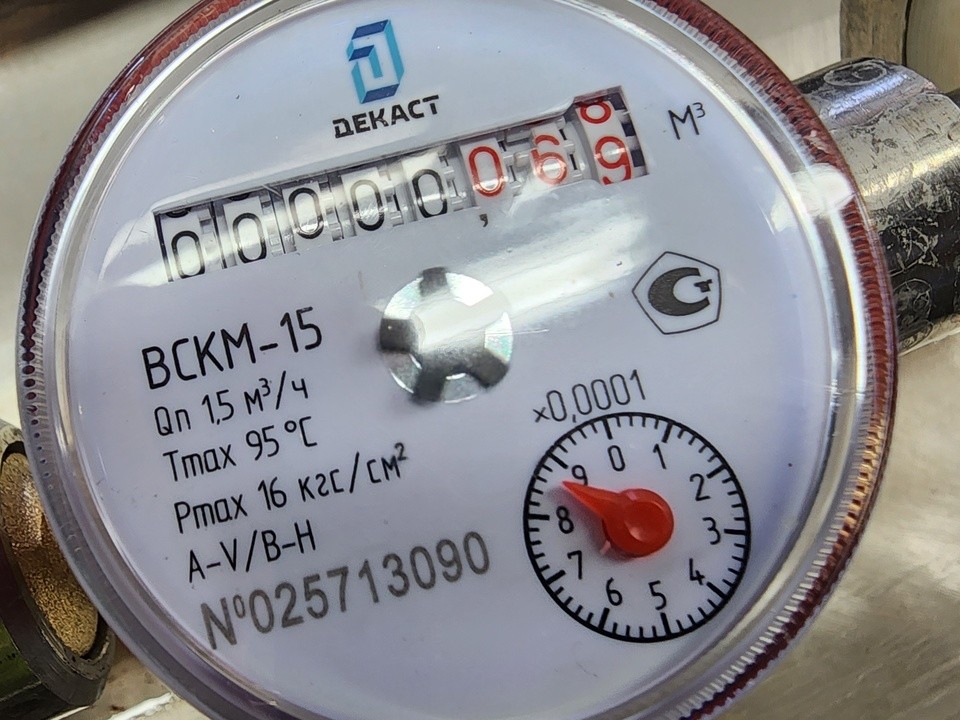 ДЕКАСТ
00000,069 м³
8
ВСКМ-15
Qn 1,5 м³/ч
Tmax 95 °C
Pmax 16 кгс/см²
A-V/B-H
№025713090
×0,0001
0 1 2 3 4 5 6 7 8 9